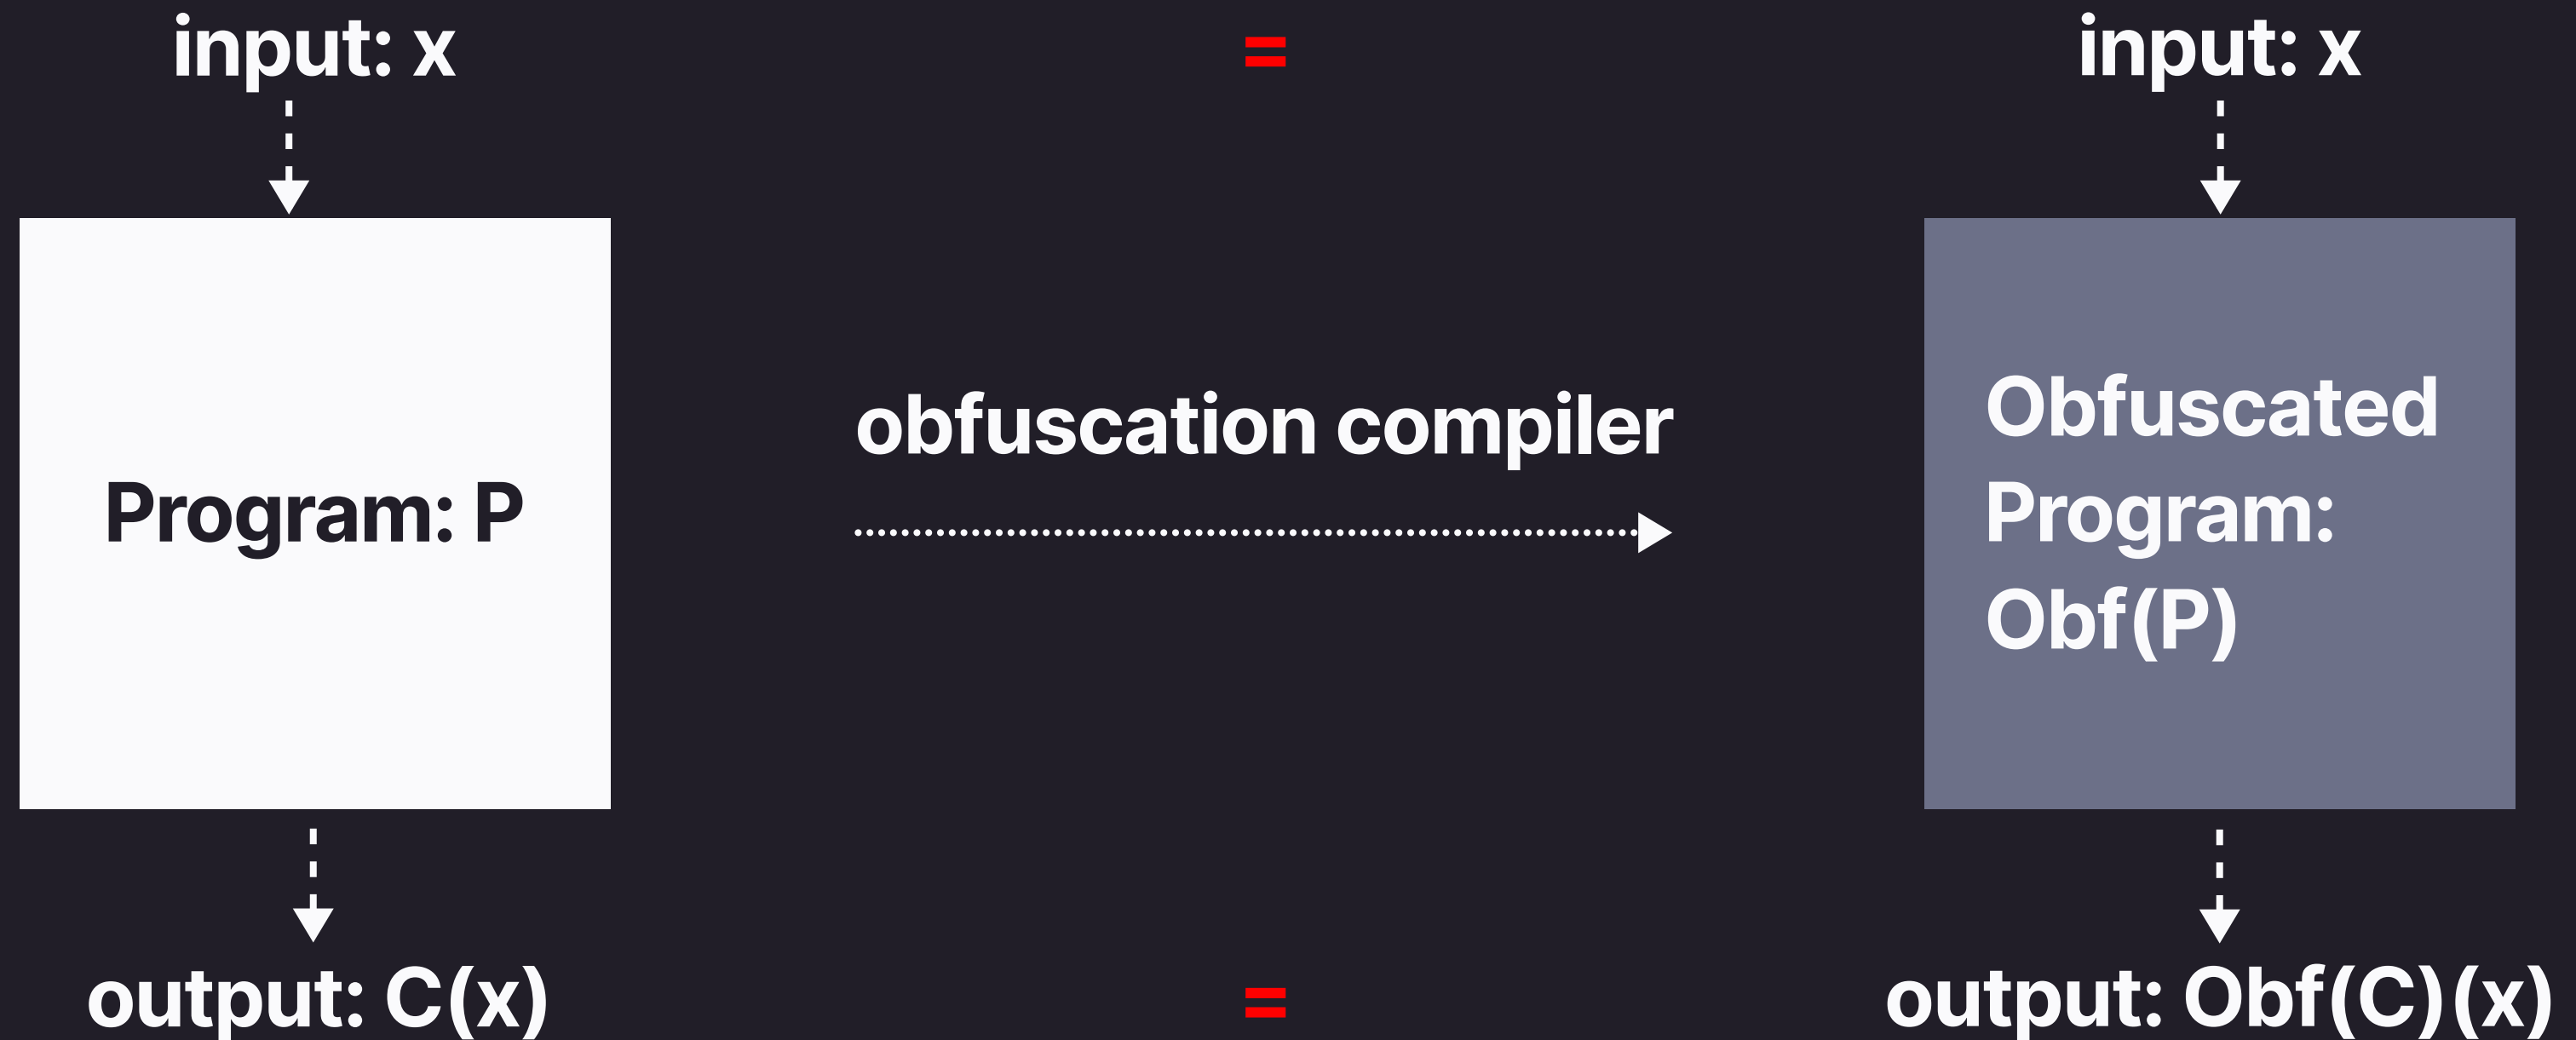 input: x
=
input: x
Program: P
obfuscation compiler
Obfuscated
Program:
Obf(P)
output: C(x)
=
output: Obf(C)(x)